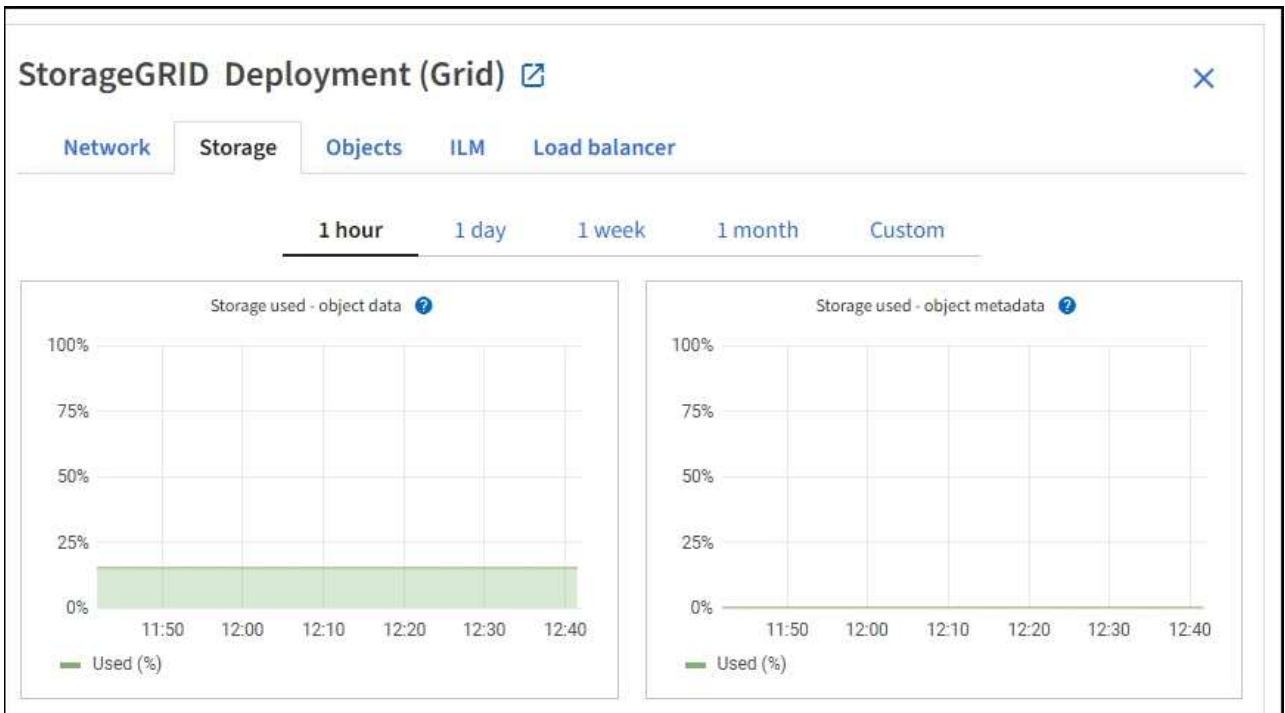 StorageGRID Deployment (Grid)
Network Storage Objects ILM Load balancer
1 hour 1 day 1 week 1 month Custom
Storage used - object data ?
100%
75%
50%
25%
0%
11:50 12:00 12:10 12:20 12:30 12:40
Used (%)
Storage used - object metadata ?
100%
75%
50%
25%
0%
11:50 12:00 12:10 12:20 12:30 12:40
Used (%)